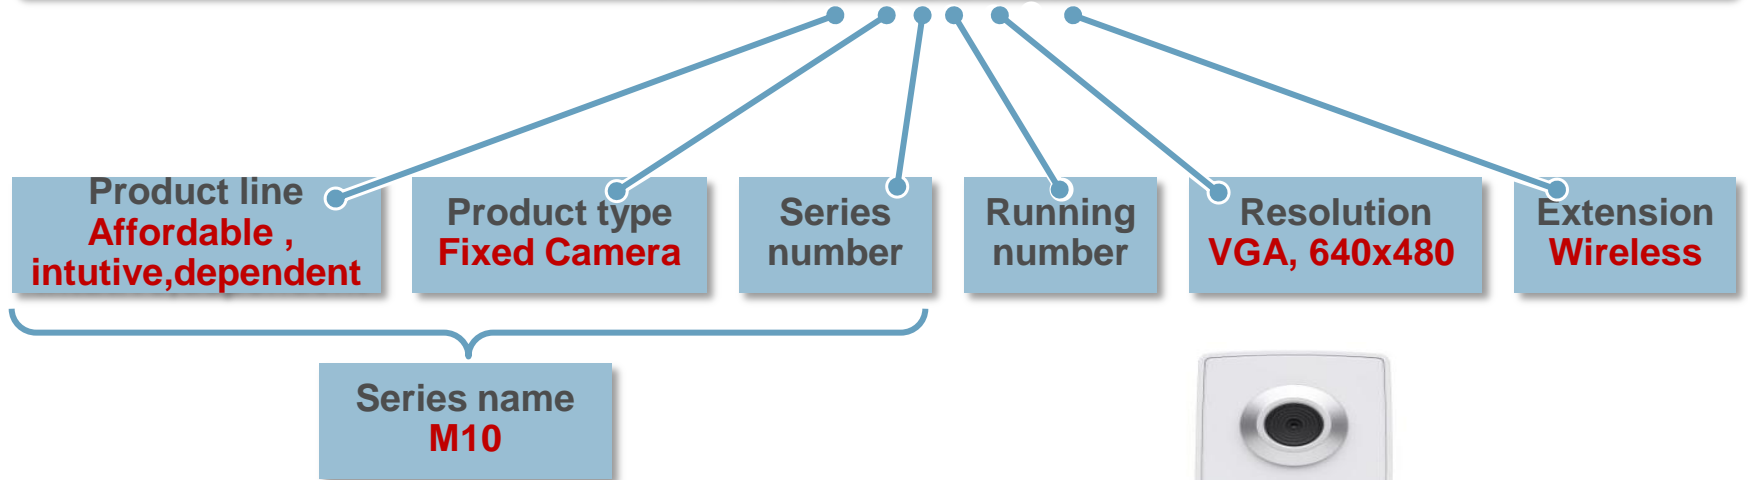 Product line
Affordable ,
intutive,dependent
Product type
Fixed Camera
Series
number
Running
number
Resolution
VGA, 640x480
Extension
Wireless
Series name
M10